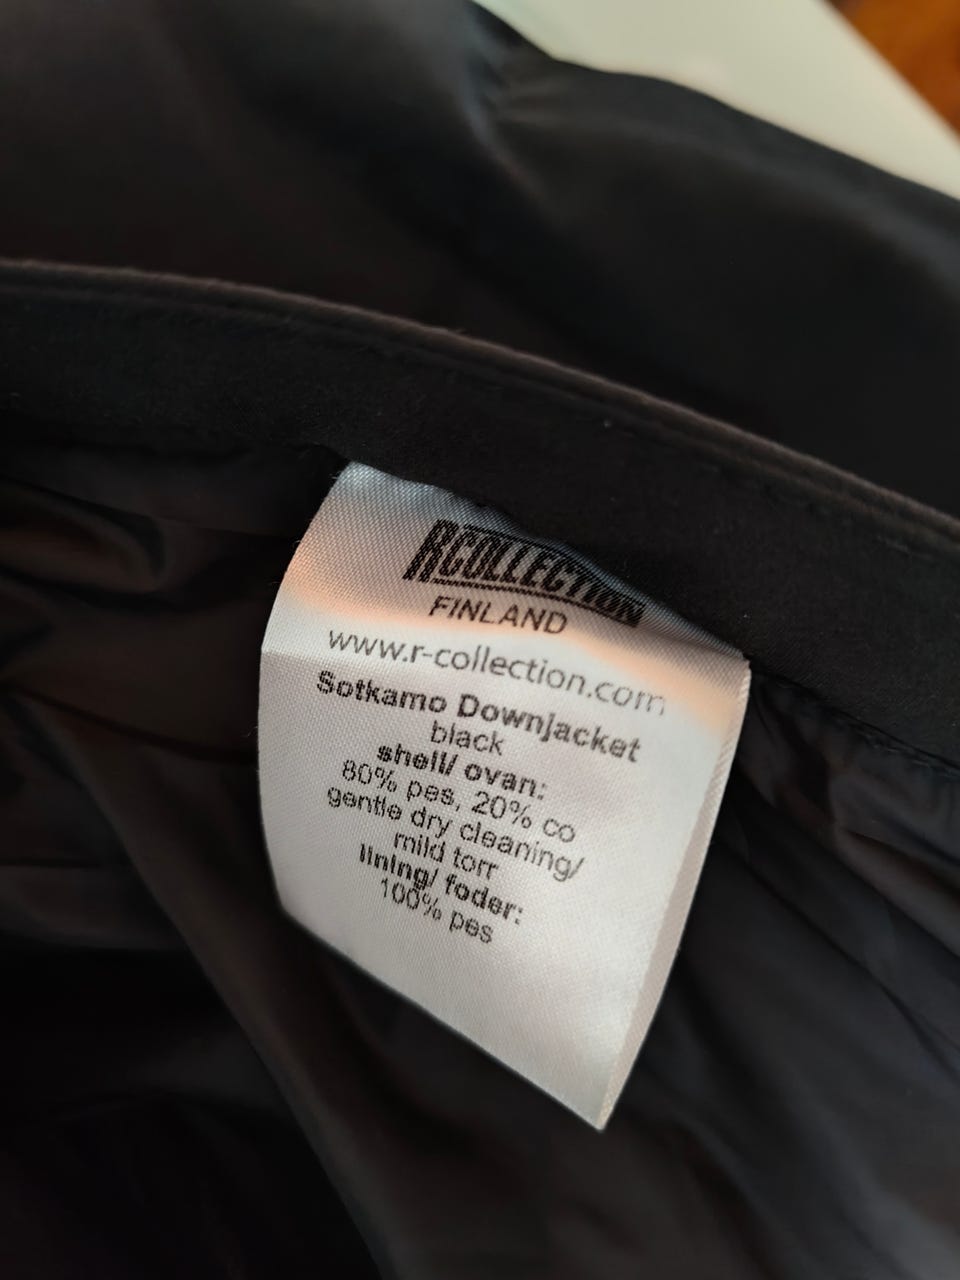 RCOLLECTION
FINLAND
www.r-collection.com
Sotkamo Downjacket
black
shell/ ovan:
80% pes, 20% co
gentle dry cleaning/
mild torr
lining/ foder:
100% pes